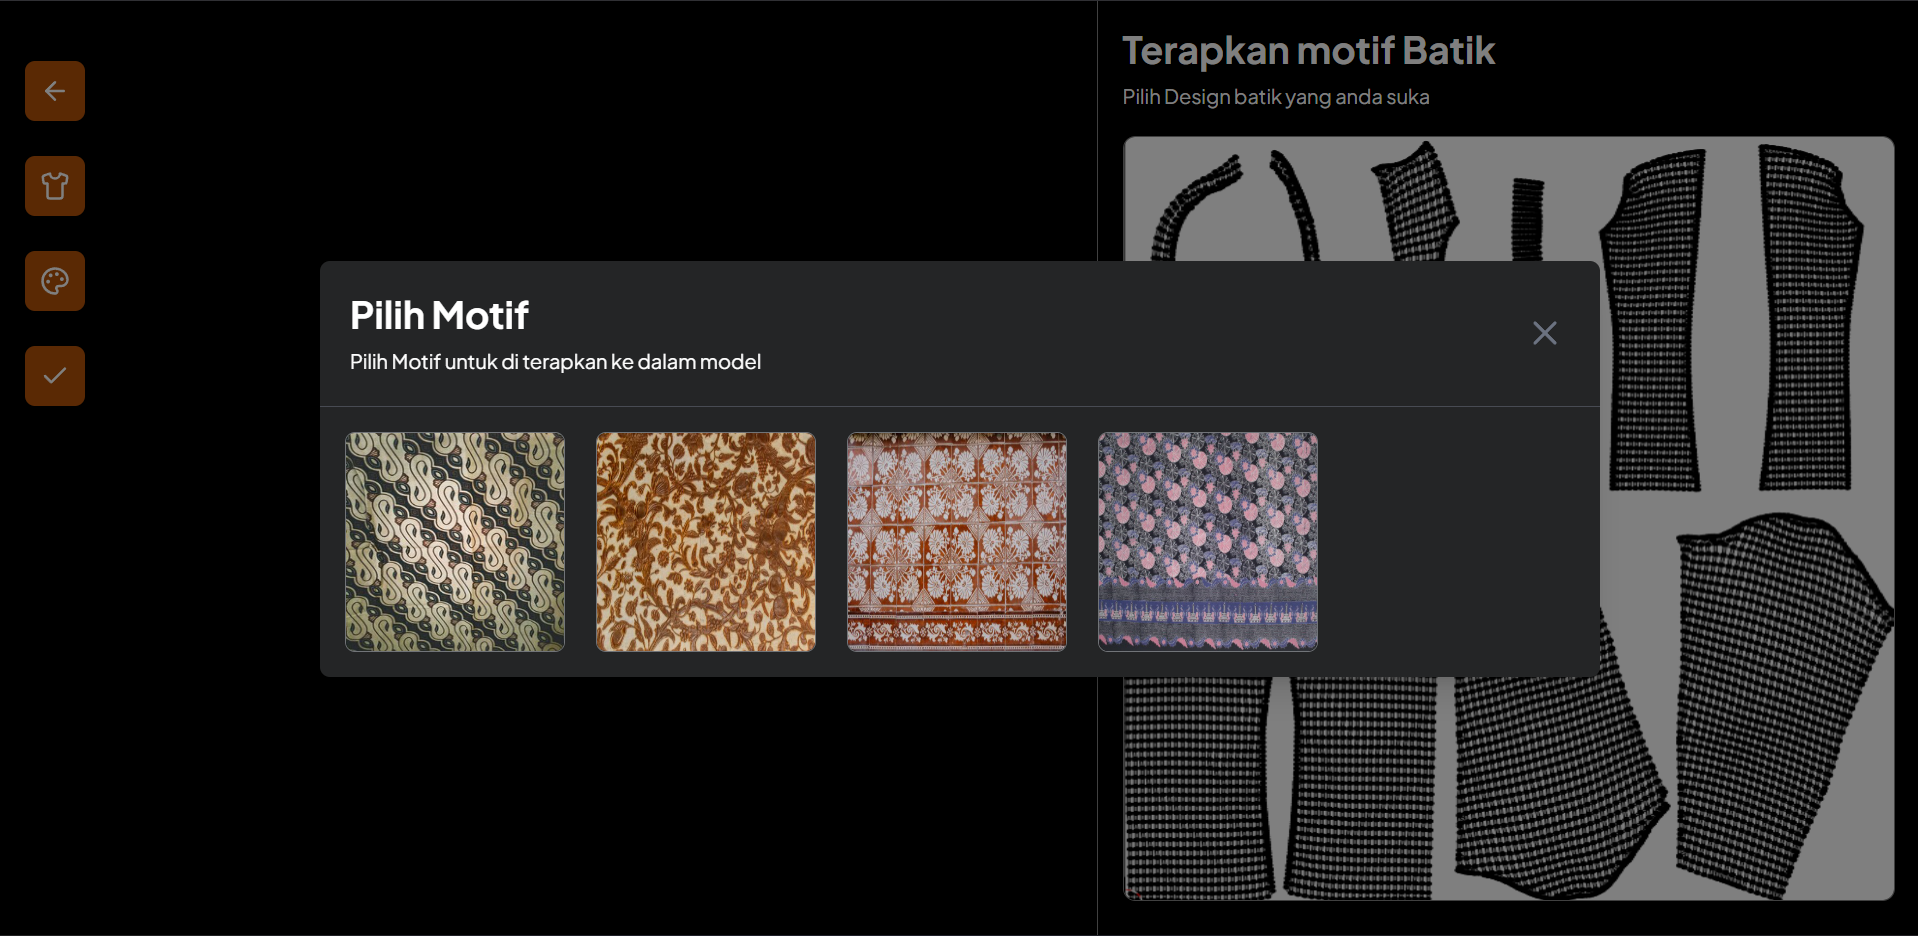 Terapkan motif Batik
Pilih Design batik yang anda suka
Pilih Motif
Pilih Motif untuk di terapkan ke dalam model